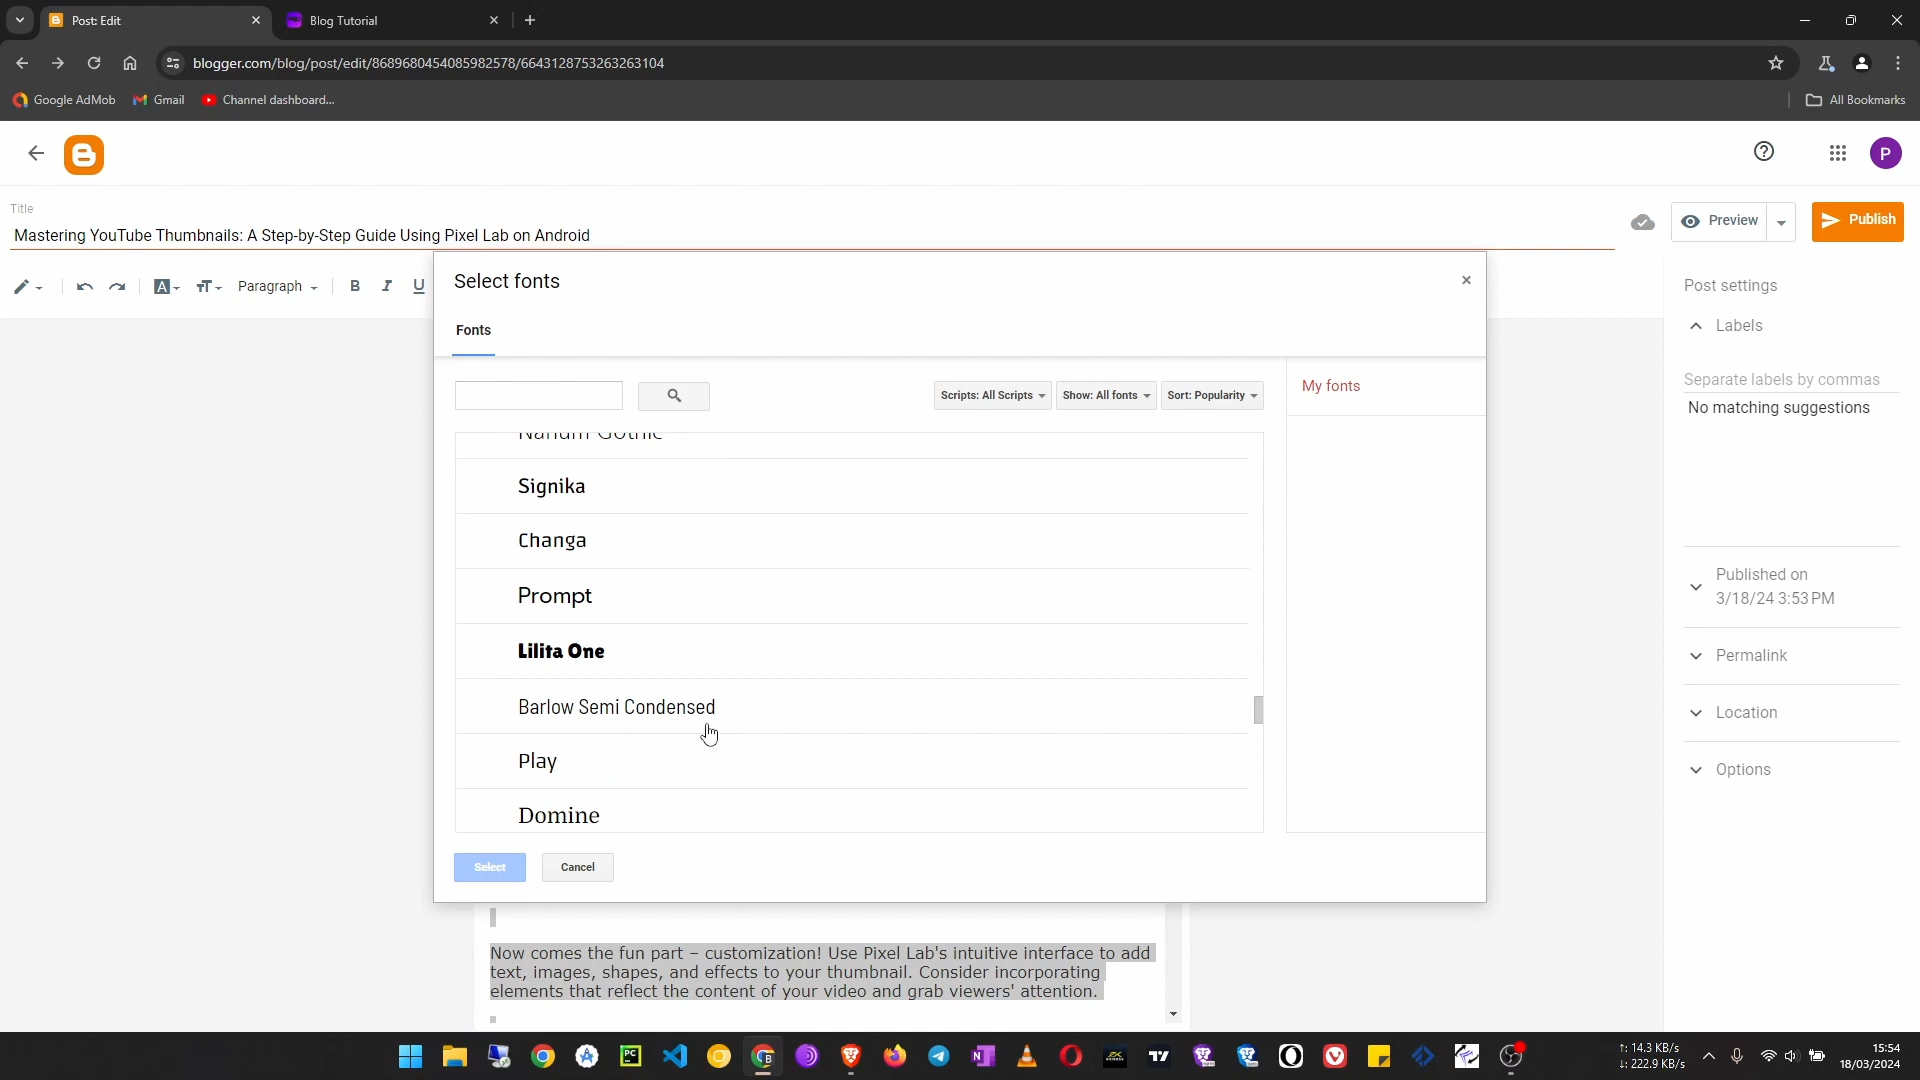 Post: Edit
Blog Tutorial
blogger.com/blog/post/edit/8689680454085982578/6643128753263263104
Google AdMob
Gmail
Channel dashboard...
All Bookmarks
P
Title
Mastering YouTube Thumbnails: A Step-by-Step Guide Using Pixel Lab on Android
Preview
Publish
Paragraph
B I U
Select fonts
Fonts
Scripts: All Scripts
Show: All fonts
Sort: Popularity
My fonts
Nanum Gothic
Signika
Changa
Prompt
Lilita One
Barlow Semi Condensed
Play
Domine
Select
Cancel
Post settings
Labels
Separate labels by commas
No matching suggestions
Published on
3/18/24 3:53 PM
Permalink
Location
Options
Now comes the fun part – customization! Use Pixel Lab's intuitive interface to add
text, images, shapes, and effects to your thumbnail. Consider incorporating
elements that reflect the content of your video and grab viewers' attention.
↑: 14.3 KB/s
↓: 222.9 KB/s
15:54
18/03/2024